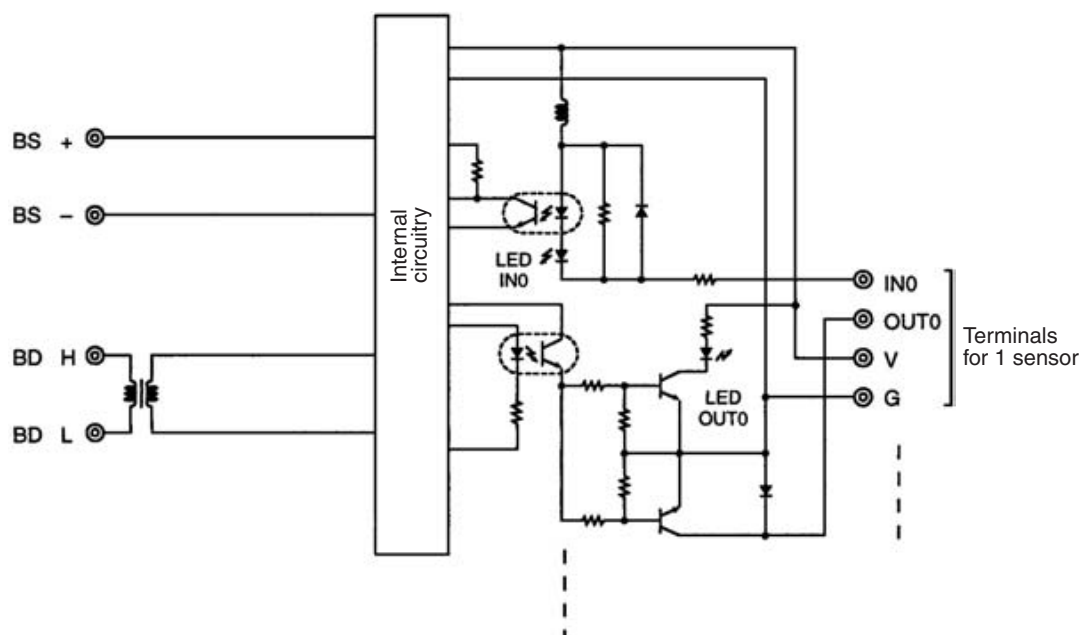 BS +
BS −
BD H
BD L
Internal
circuitry
LED
IN0
LED
OUT0
IN0
OUT0
V
G
Terminals
for 1 sensor